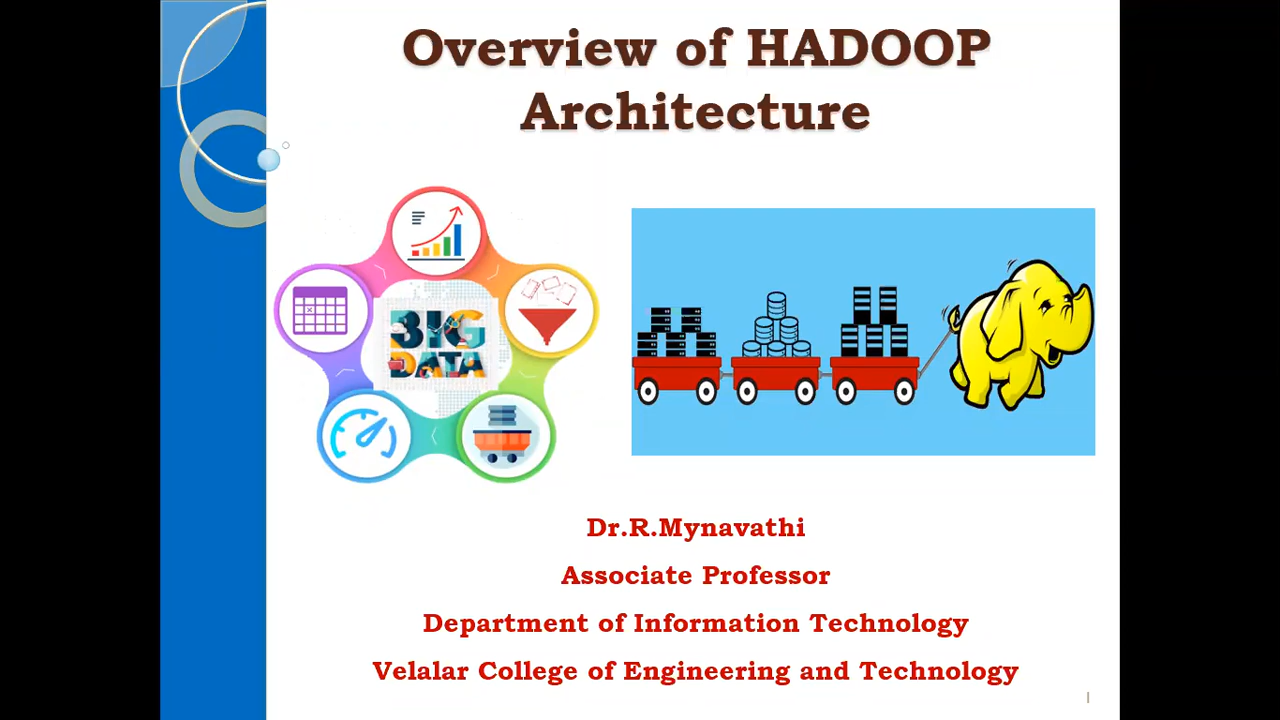 Overview of HADOOP
Architecture
BIG
DATA
Dr.R.Mynavathi
Associate Professor
Department of Information Technology
Velalar College of Engineering and Technology
1